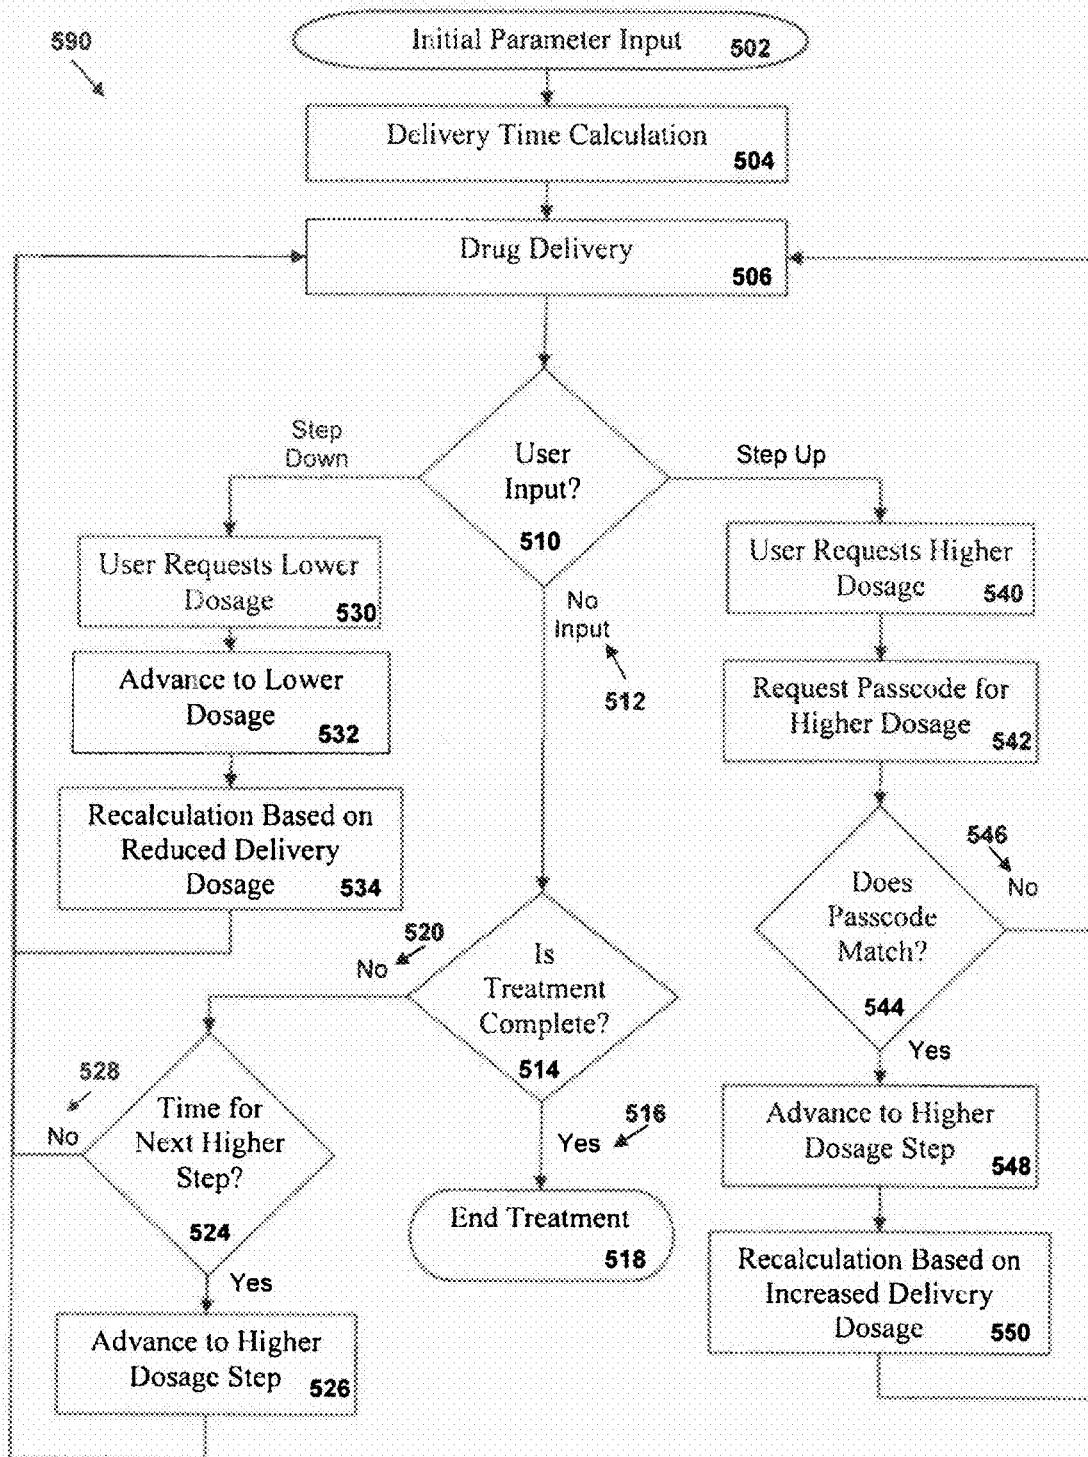 590
Initial Parameter Input 502
Delivery Time Calculation
504
Drug Delivery
506
Step
Down
User
Input?
510
Step Up
User Requests Lower
Dosage
530
Advance to Lower
Dosage
532
Recalculation Based on
Reduced Delivery
Dosage
534
No
Input
512
User Requests Higher
Dosage 540
Request Passcode for
Higher Dosage
542
546
No
Does
Passcode
Match?
544
Yes
520
No
Is
Treatment
Complete?
514
516
Yes
End Treatment
518
528
No
Time for
Next Higher
Step?
524
Yes
Advance to Higher
Dosage Step 526
Advance to Higher
Dosage Step
548
Recalculation Based on
Increased Delivery
Dosage 550